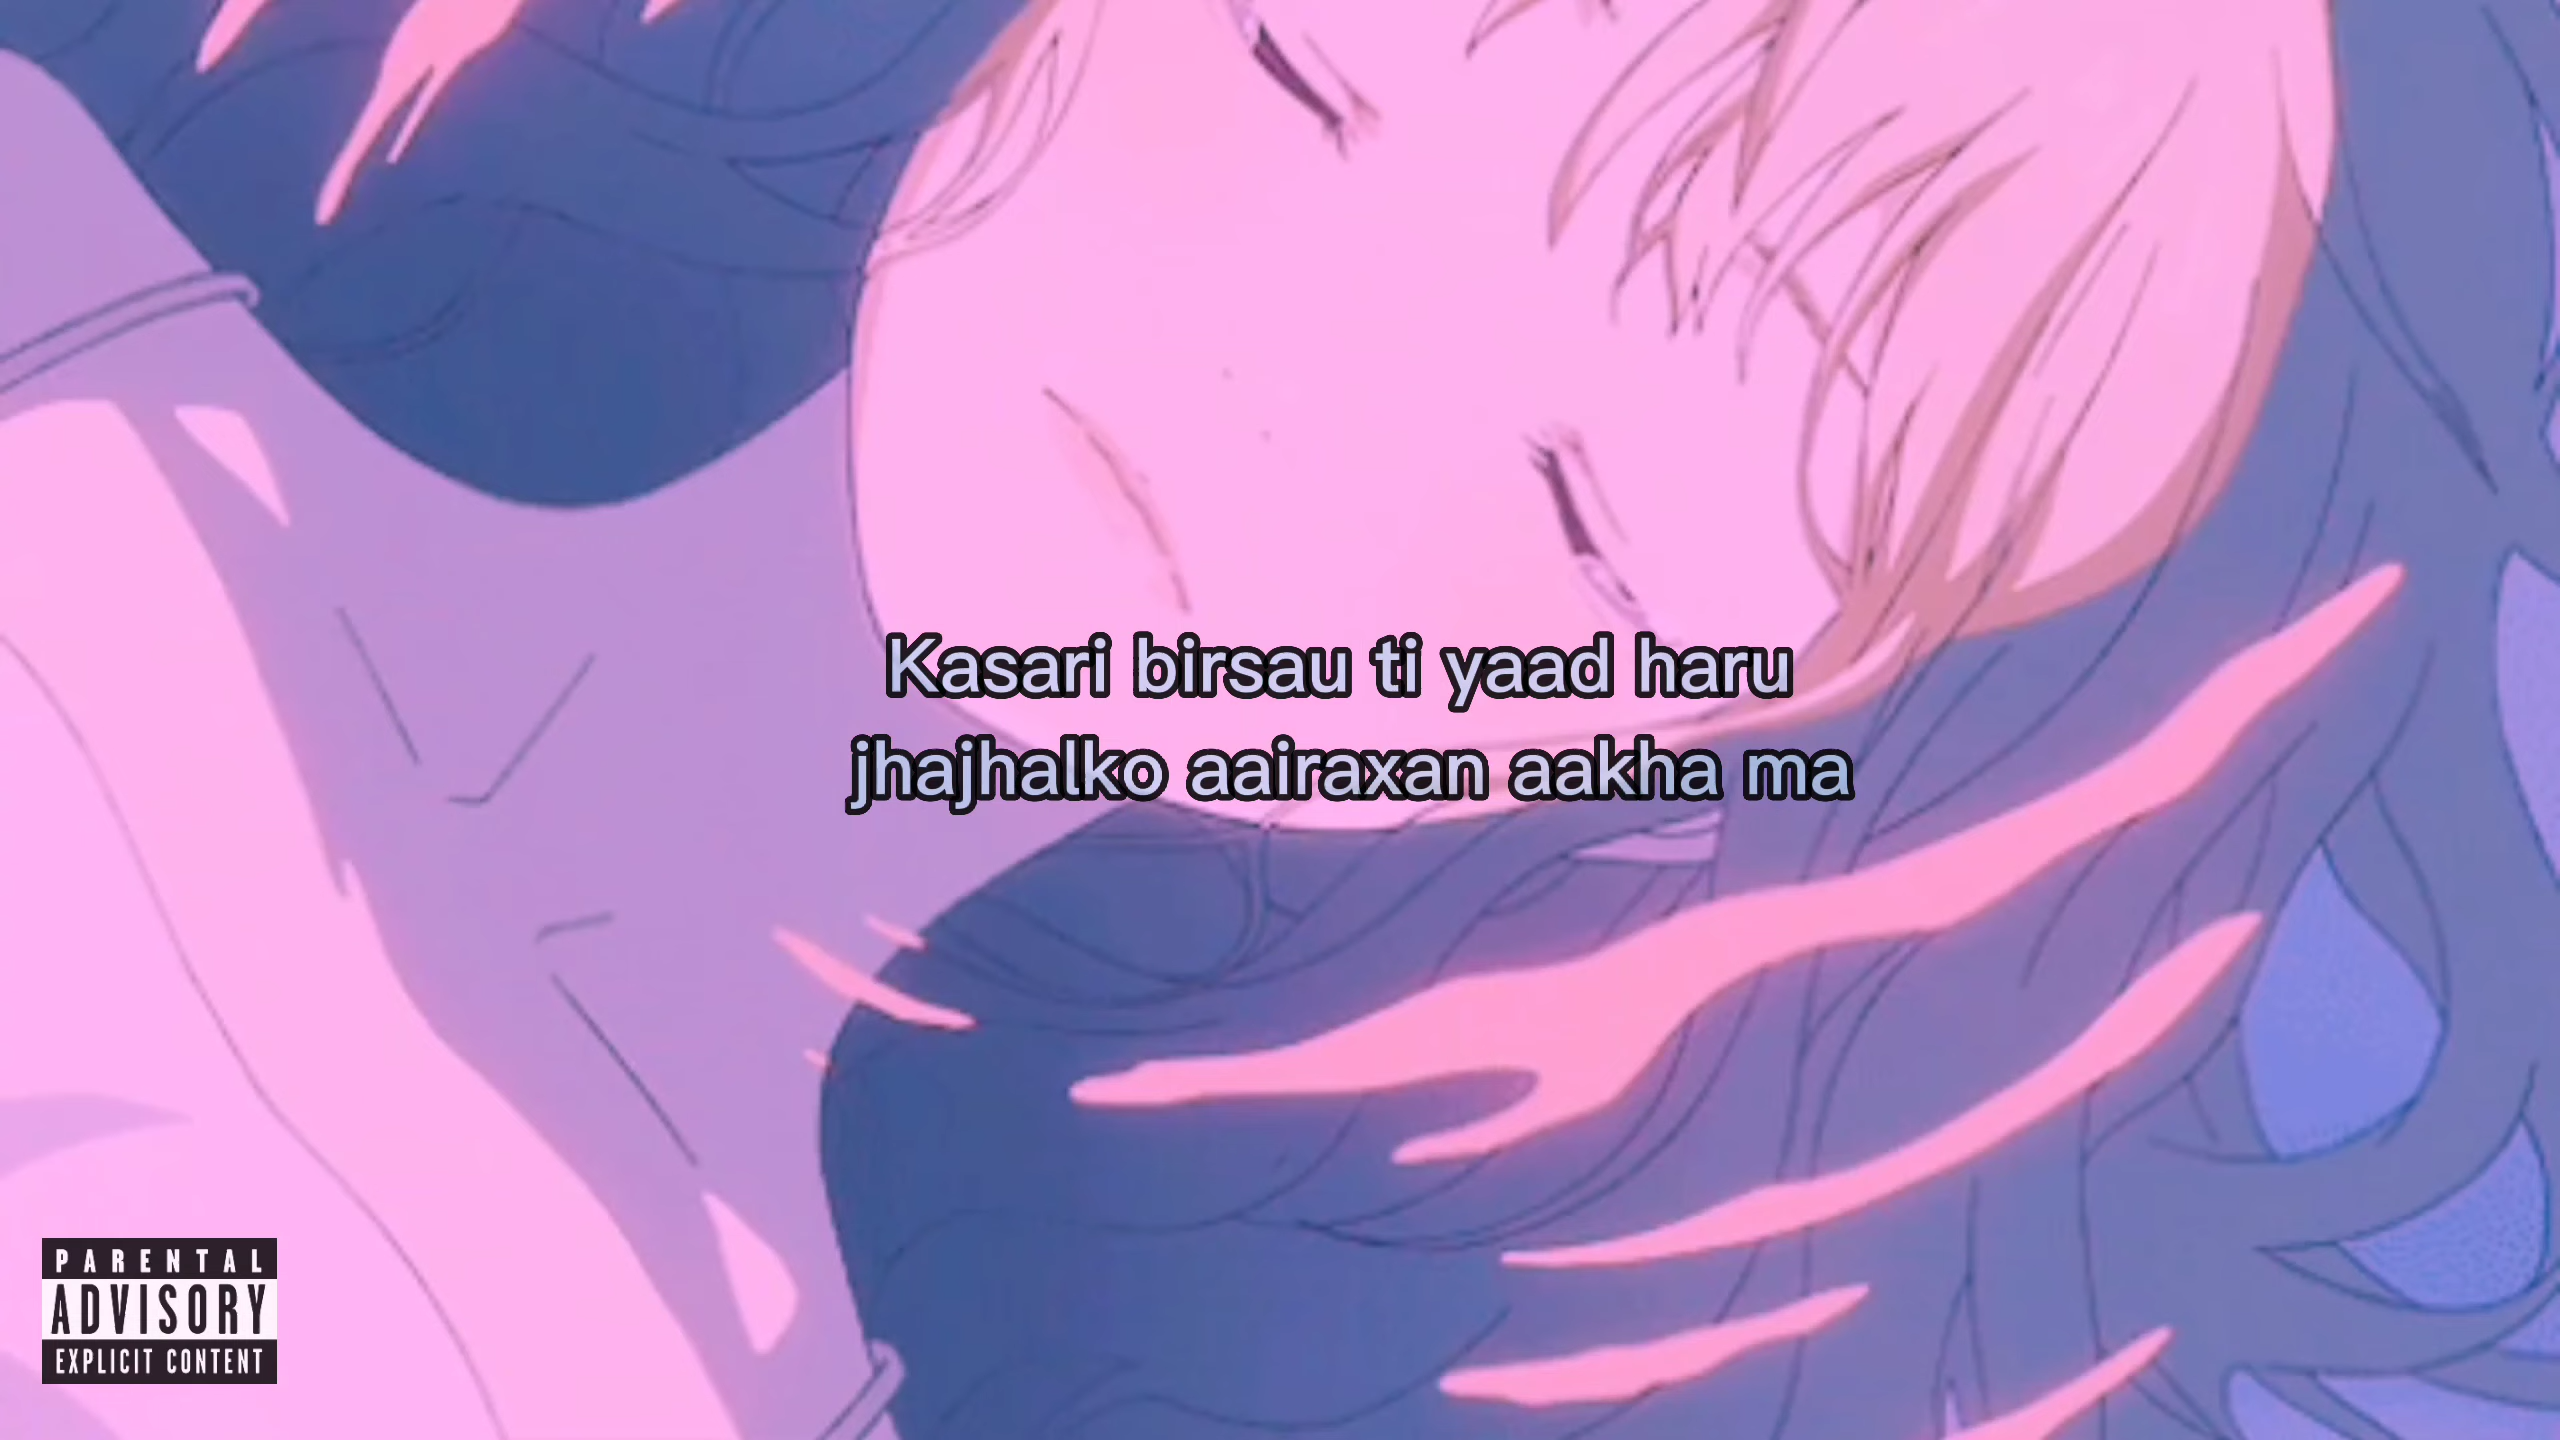 Kasari birsau ti yaad haru
jhajhalko aairaxan aakha ma
PARENTAL
ADVISORY
EXPLICIT CONTENT